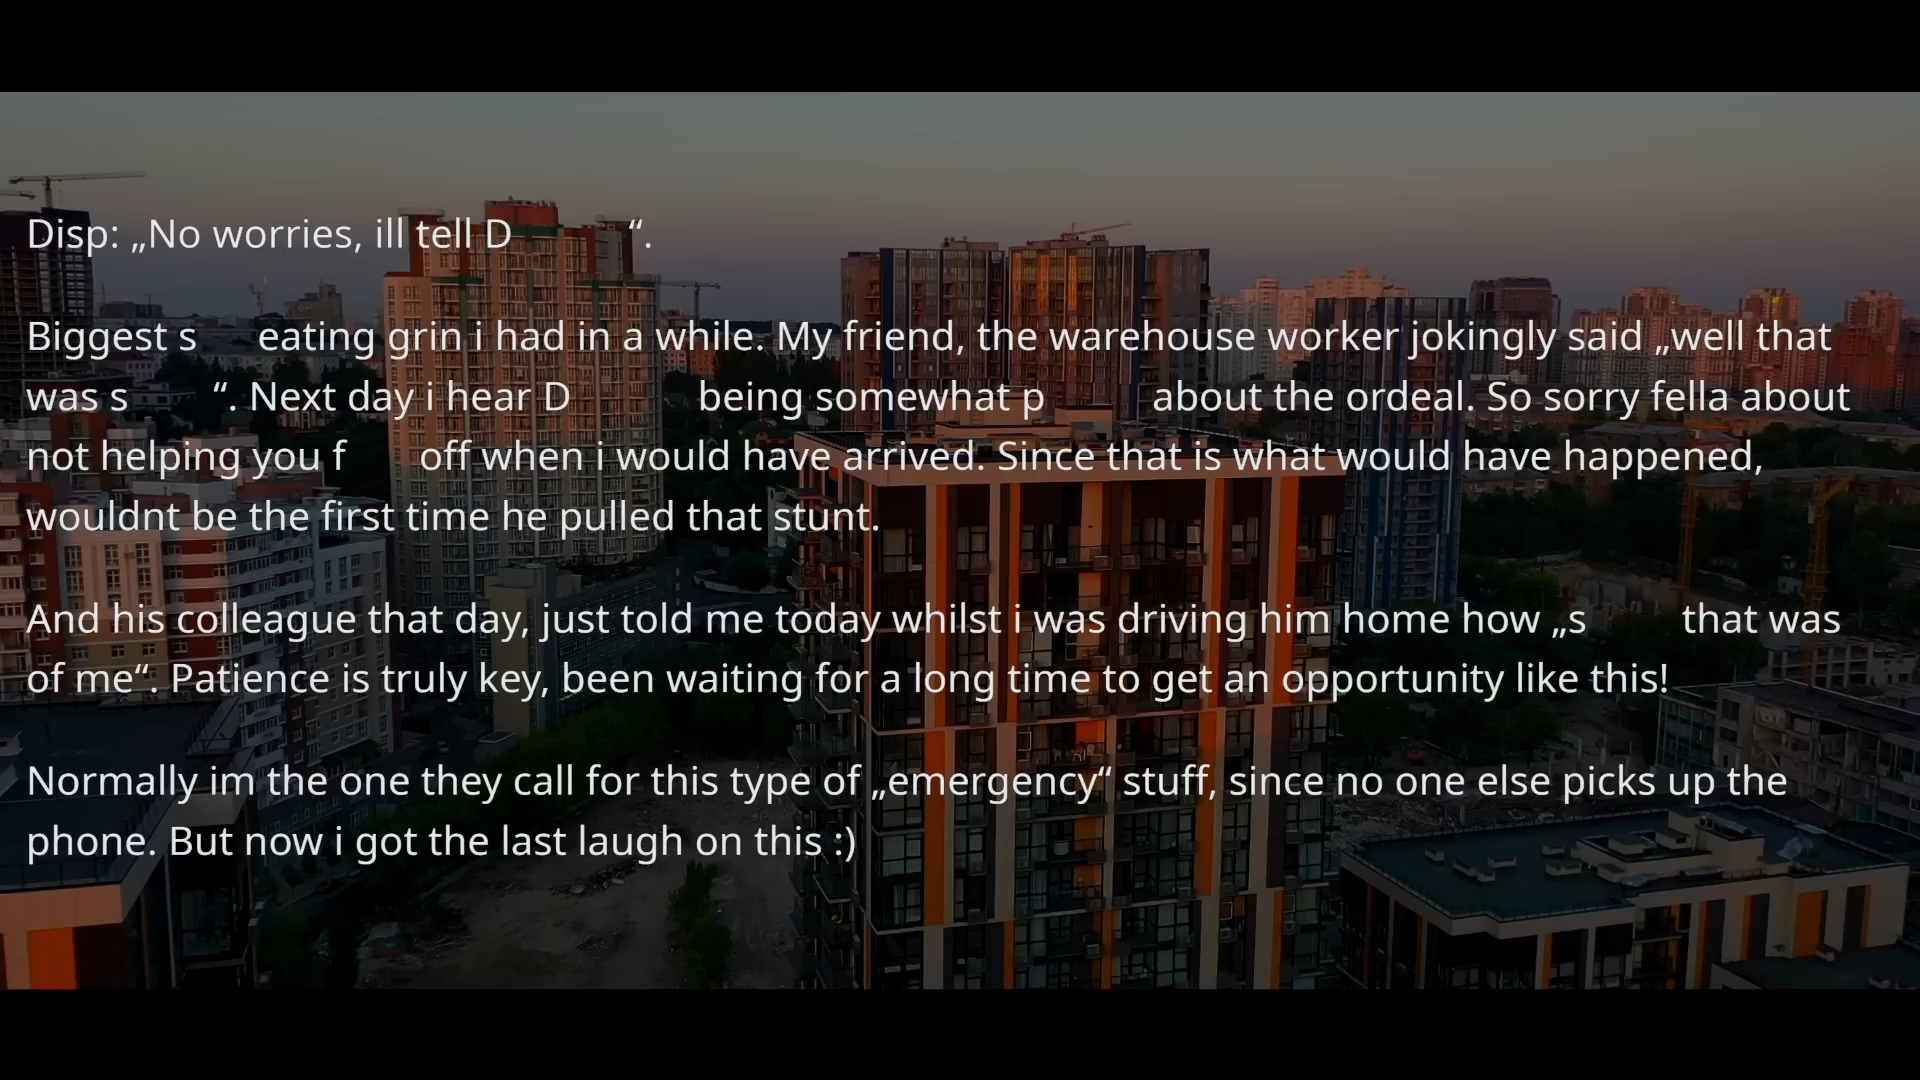 Disp: „No worries, ill tell D “.
Biggest s eating grin i had in a while. My friend, the warehouse worker jokingly said „well that
was s “. Next day i hear D being somewhat p about the ordeal. So sorry fella about
not helping you f off when i would have arrived. Since that is what would have happened,
wouldnt be the first time he pulled that stunt.
And his colleague that day, just told me today whilst i was driving him home how „s that was
of me“. Patience is truly key, been waiting for a long time to get an opportunity like this!
Normally im the one they call for this type of „emergency“ stuff, since no one else picks up the
phone. But now i got the last laugh on this :)